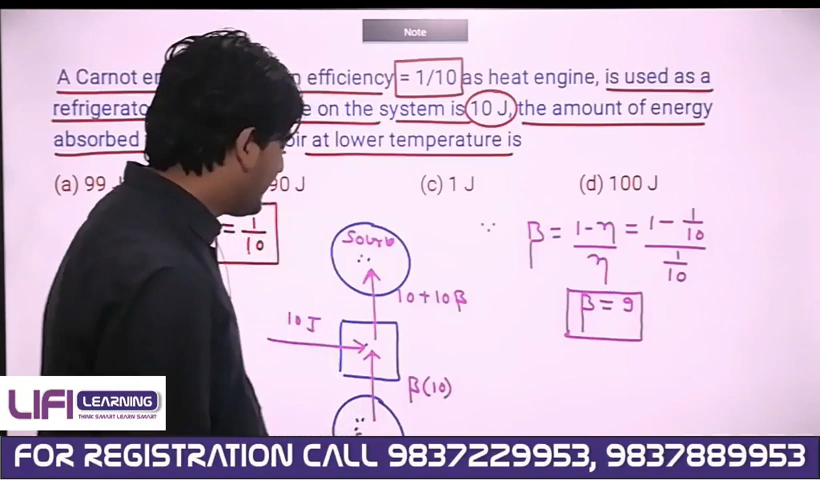 Note
A Carnot en efficiency = 1/10 as heat engine, is used as a
refrigerato e on the system is 10 J, the amount of energy
absorbed oir at lower temperature is
(a) 99 J 90 J (c) 1 J (d) 100 J
= 1/10
Source
10+10β
10 J
β(10)
∵ β = 1-η/η = 1 - 1/10 / 1/10
β = 9
LIFI LEARNING
THINK SMART LEARN SMART
FOR REGISTRATION CALL 9837229953, 9837889953